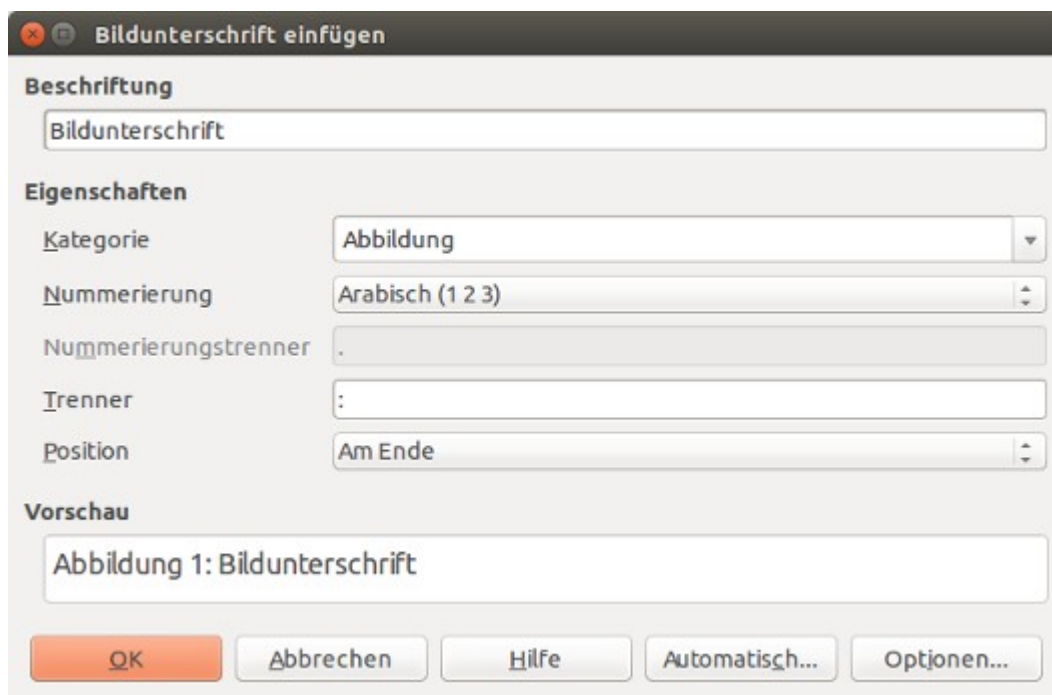 Bildunterschrift einfügen
Beschriftung
Bildunterschrift
Eigenschaften
Kategorie Abbildung
Nummerierung Arabisch (1 2 3)
Nummerierungstrenner .
Trenner :
Position Am Ende
Vorschau
Abbildung 1: Bildunterschrift
OK Abbrechen Hilfe Automatisch... Optionen...